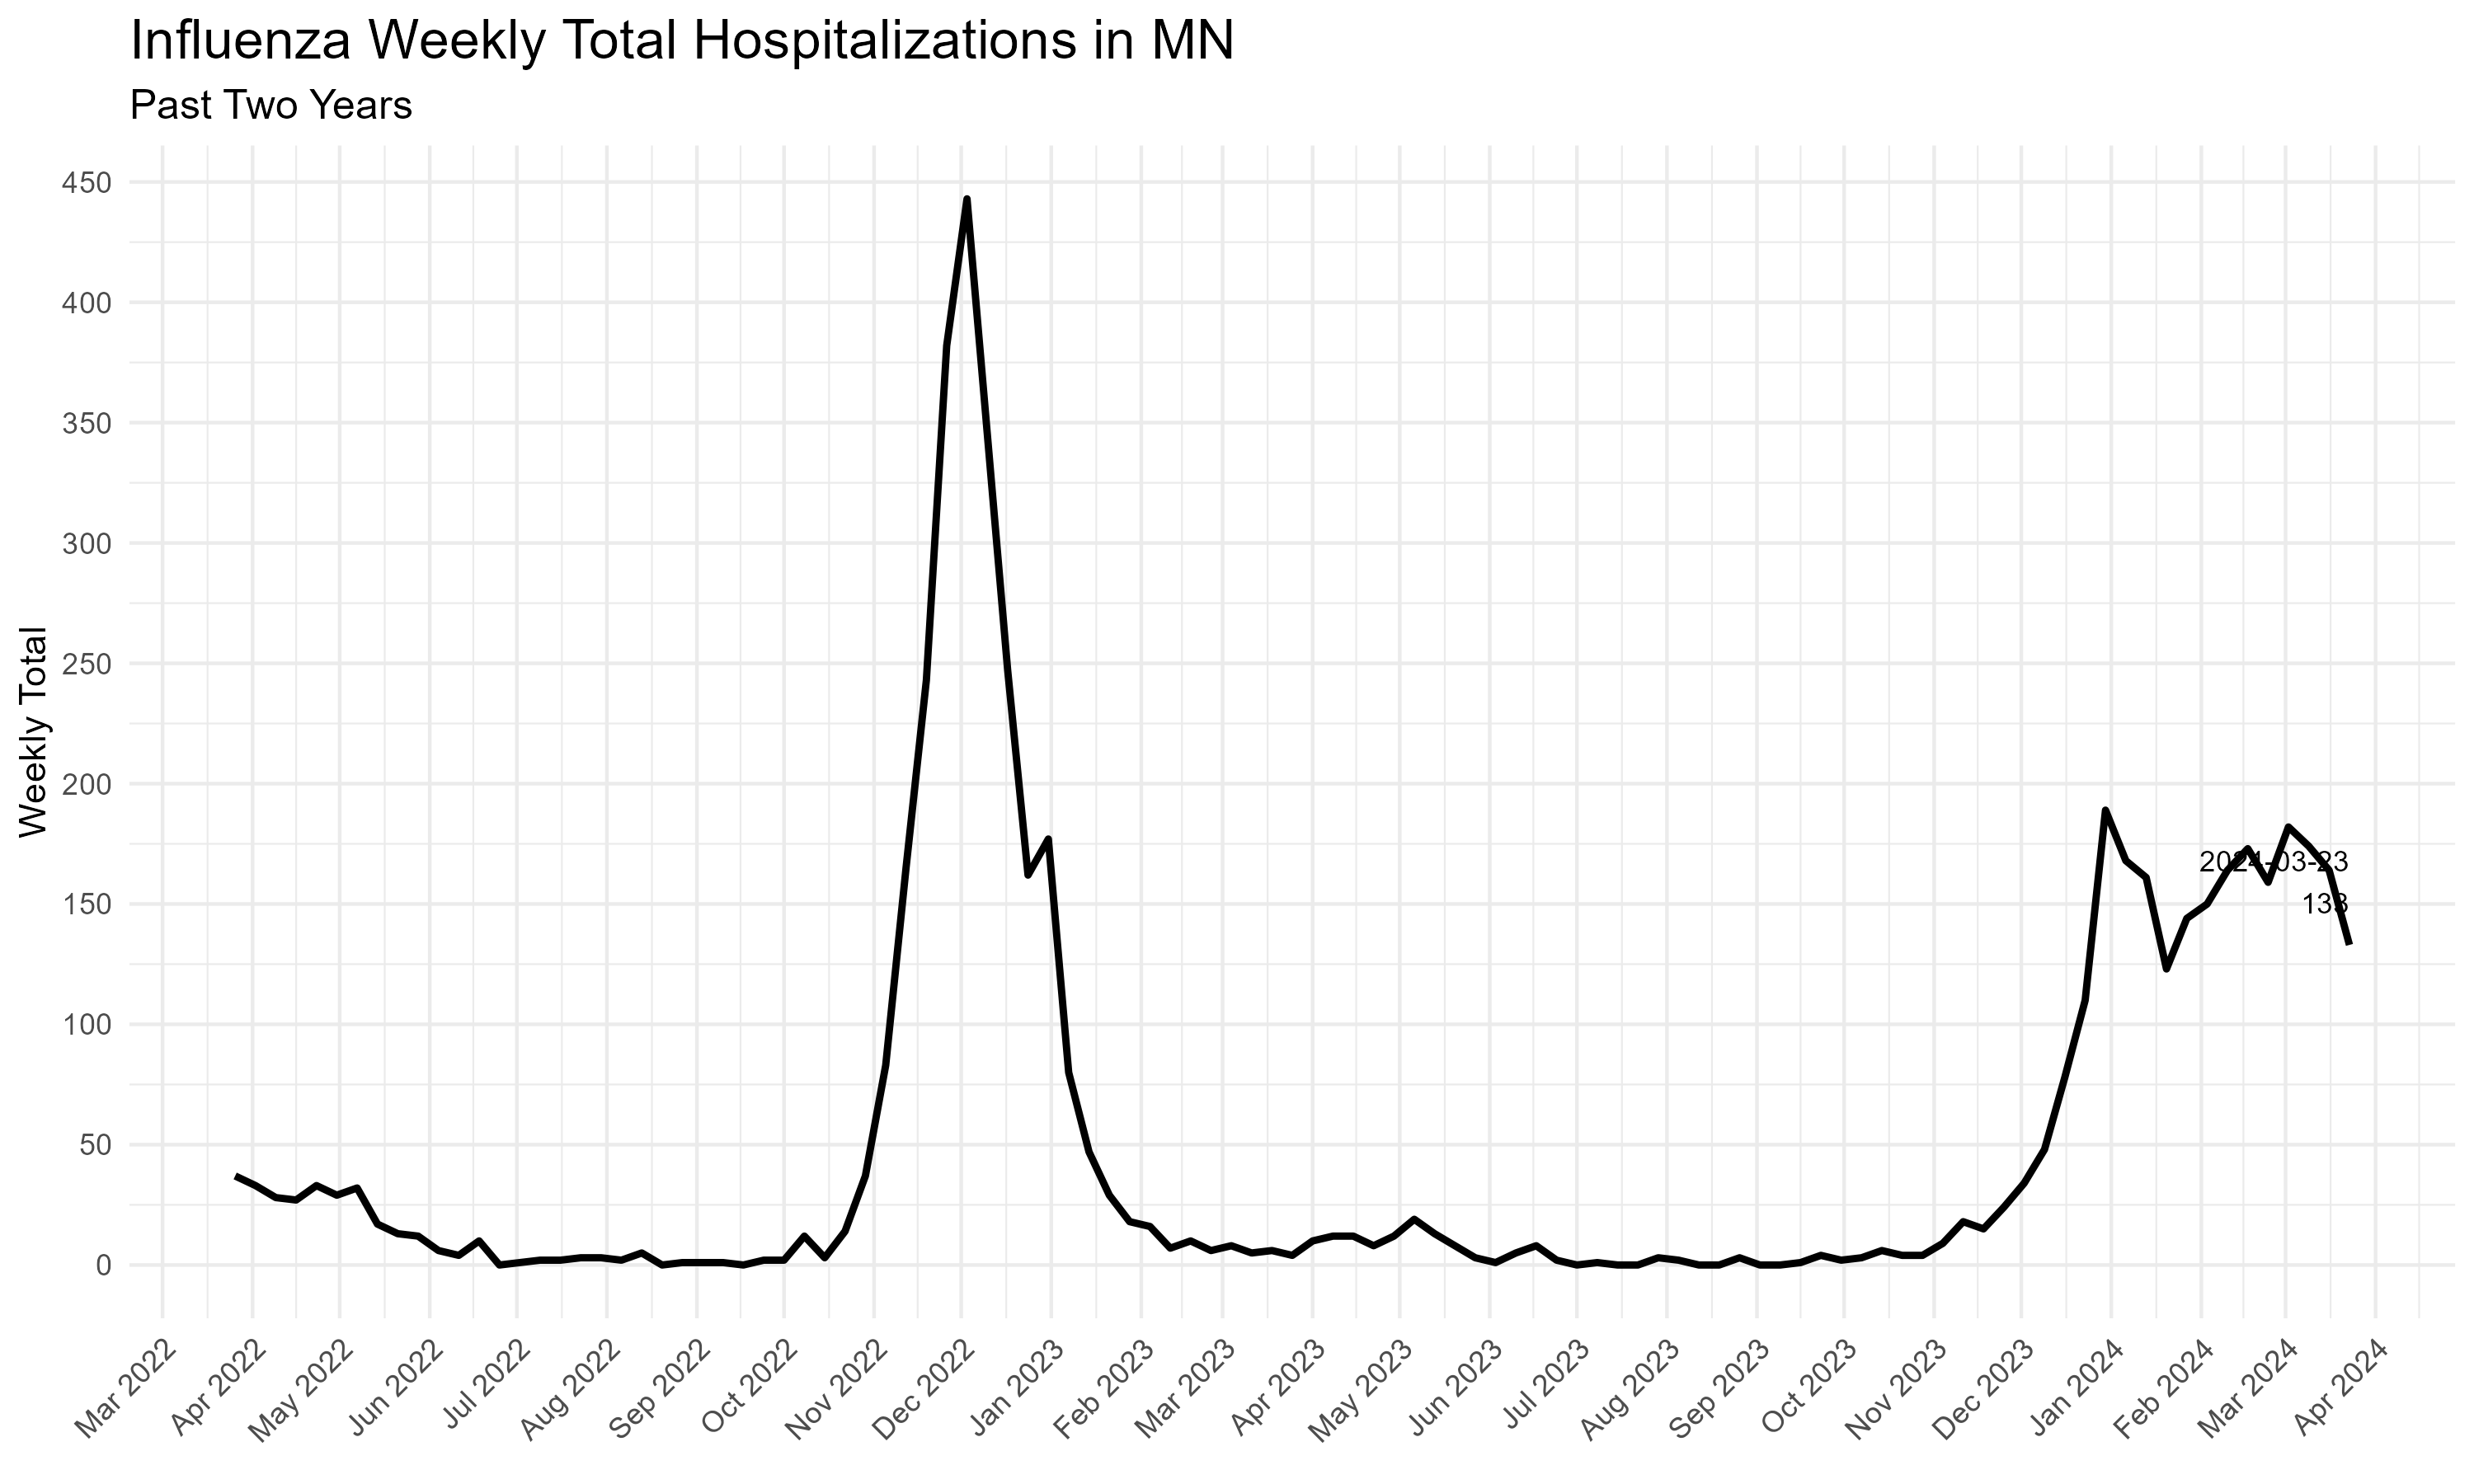 Influenza Weekly Total Hospitalizations in MN
Past Two Years
Weekly Total
450
400
350
300
250
200
150
100
50
0
2024-03-23
133
Mar 2022
Apr 2022
May 2022
Jun 2022
Jul 2022
Aug 2022
Sep 2022
Oct 2022
Nov 2022
Dec 2022
Jan 2023
Feb 2023
Mar 2023
Apr 2023
May 2023
Jun 2023
Jul 2023
Aug 2023
Sep 2023
Oct 2023
Nov 2023
Dec 2023
Jan 2024
Feb 2024
Mar 2024
Apr 2024